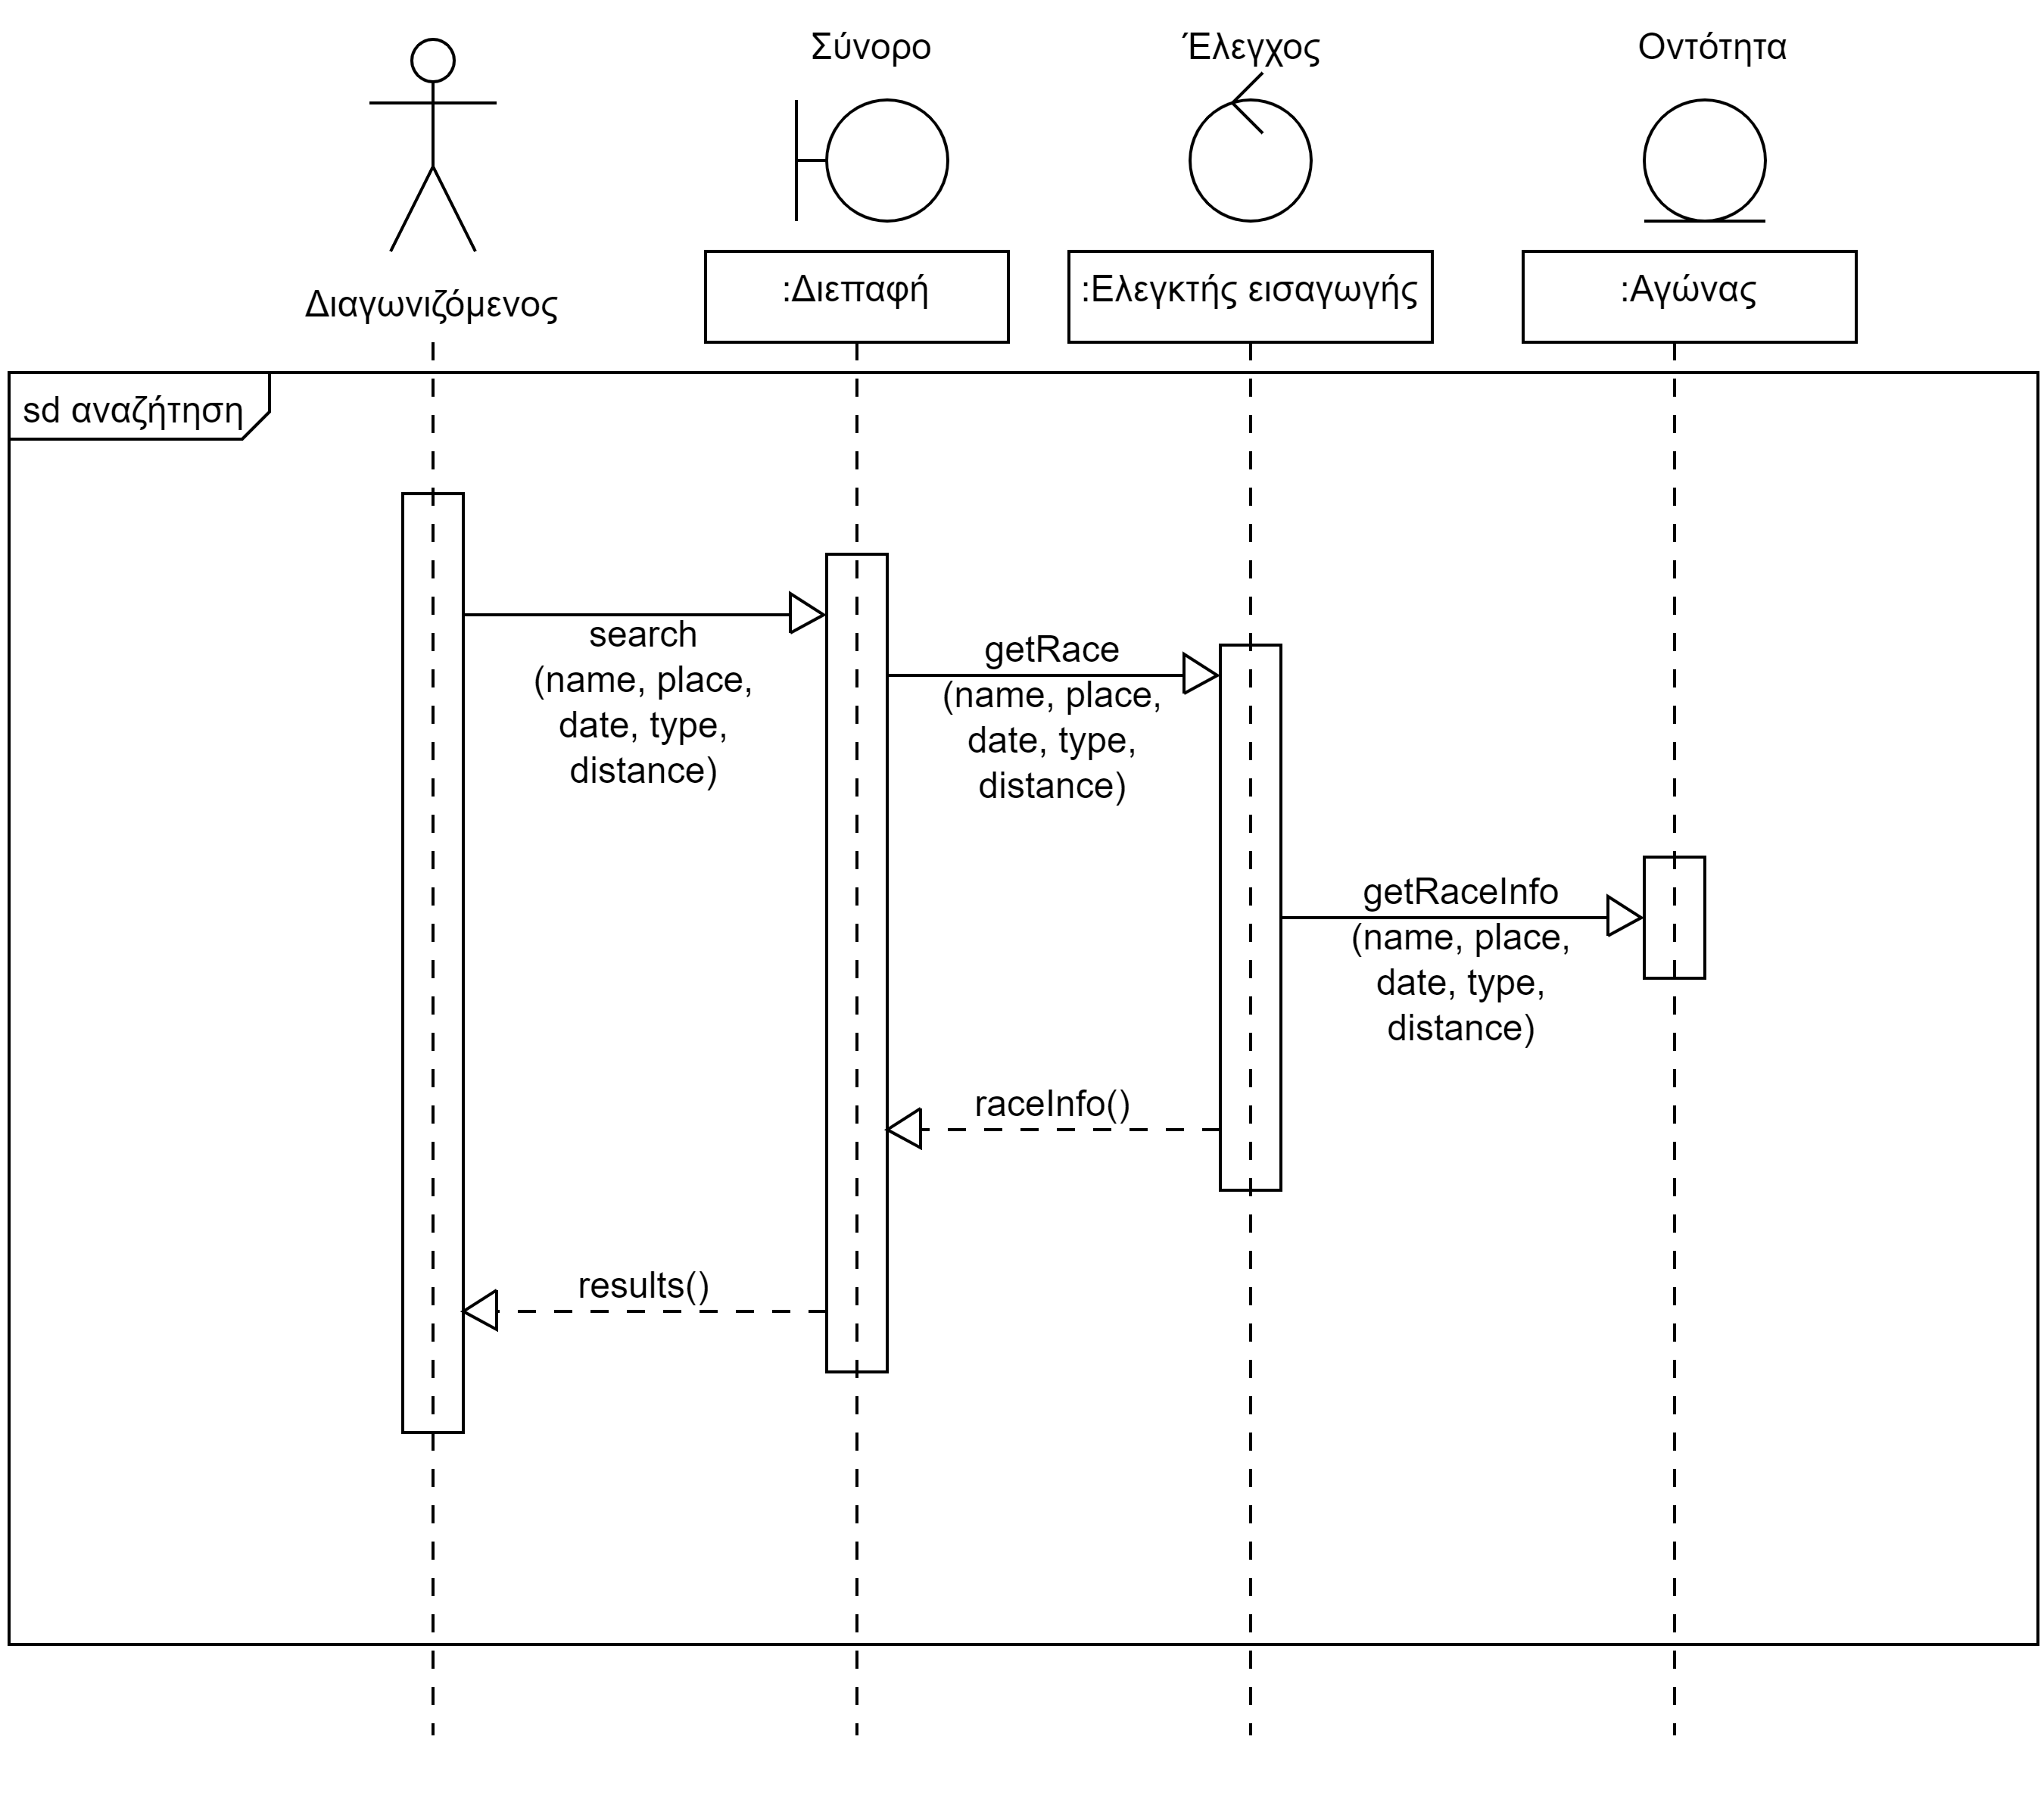 Σύνορο
Έλεγχος
Οντότητα
Διαγωνιζόμενος
:Διεπαφή
:Ελεγκτής εισαγωγής
:Αγώνας
sd αναζήτηση
search
(name, place,
date, type,
distance)
getRace
(name, place,
date, type,
distance)
getRaceInfo
(name, place,
date, type,
distance)
raceInfo()
results()